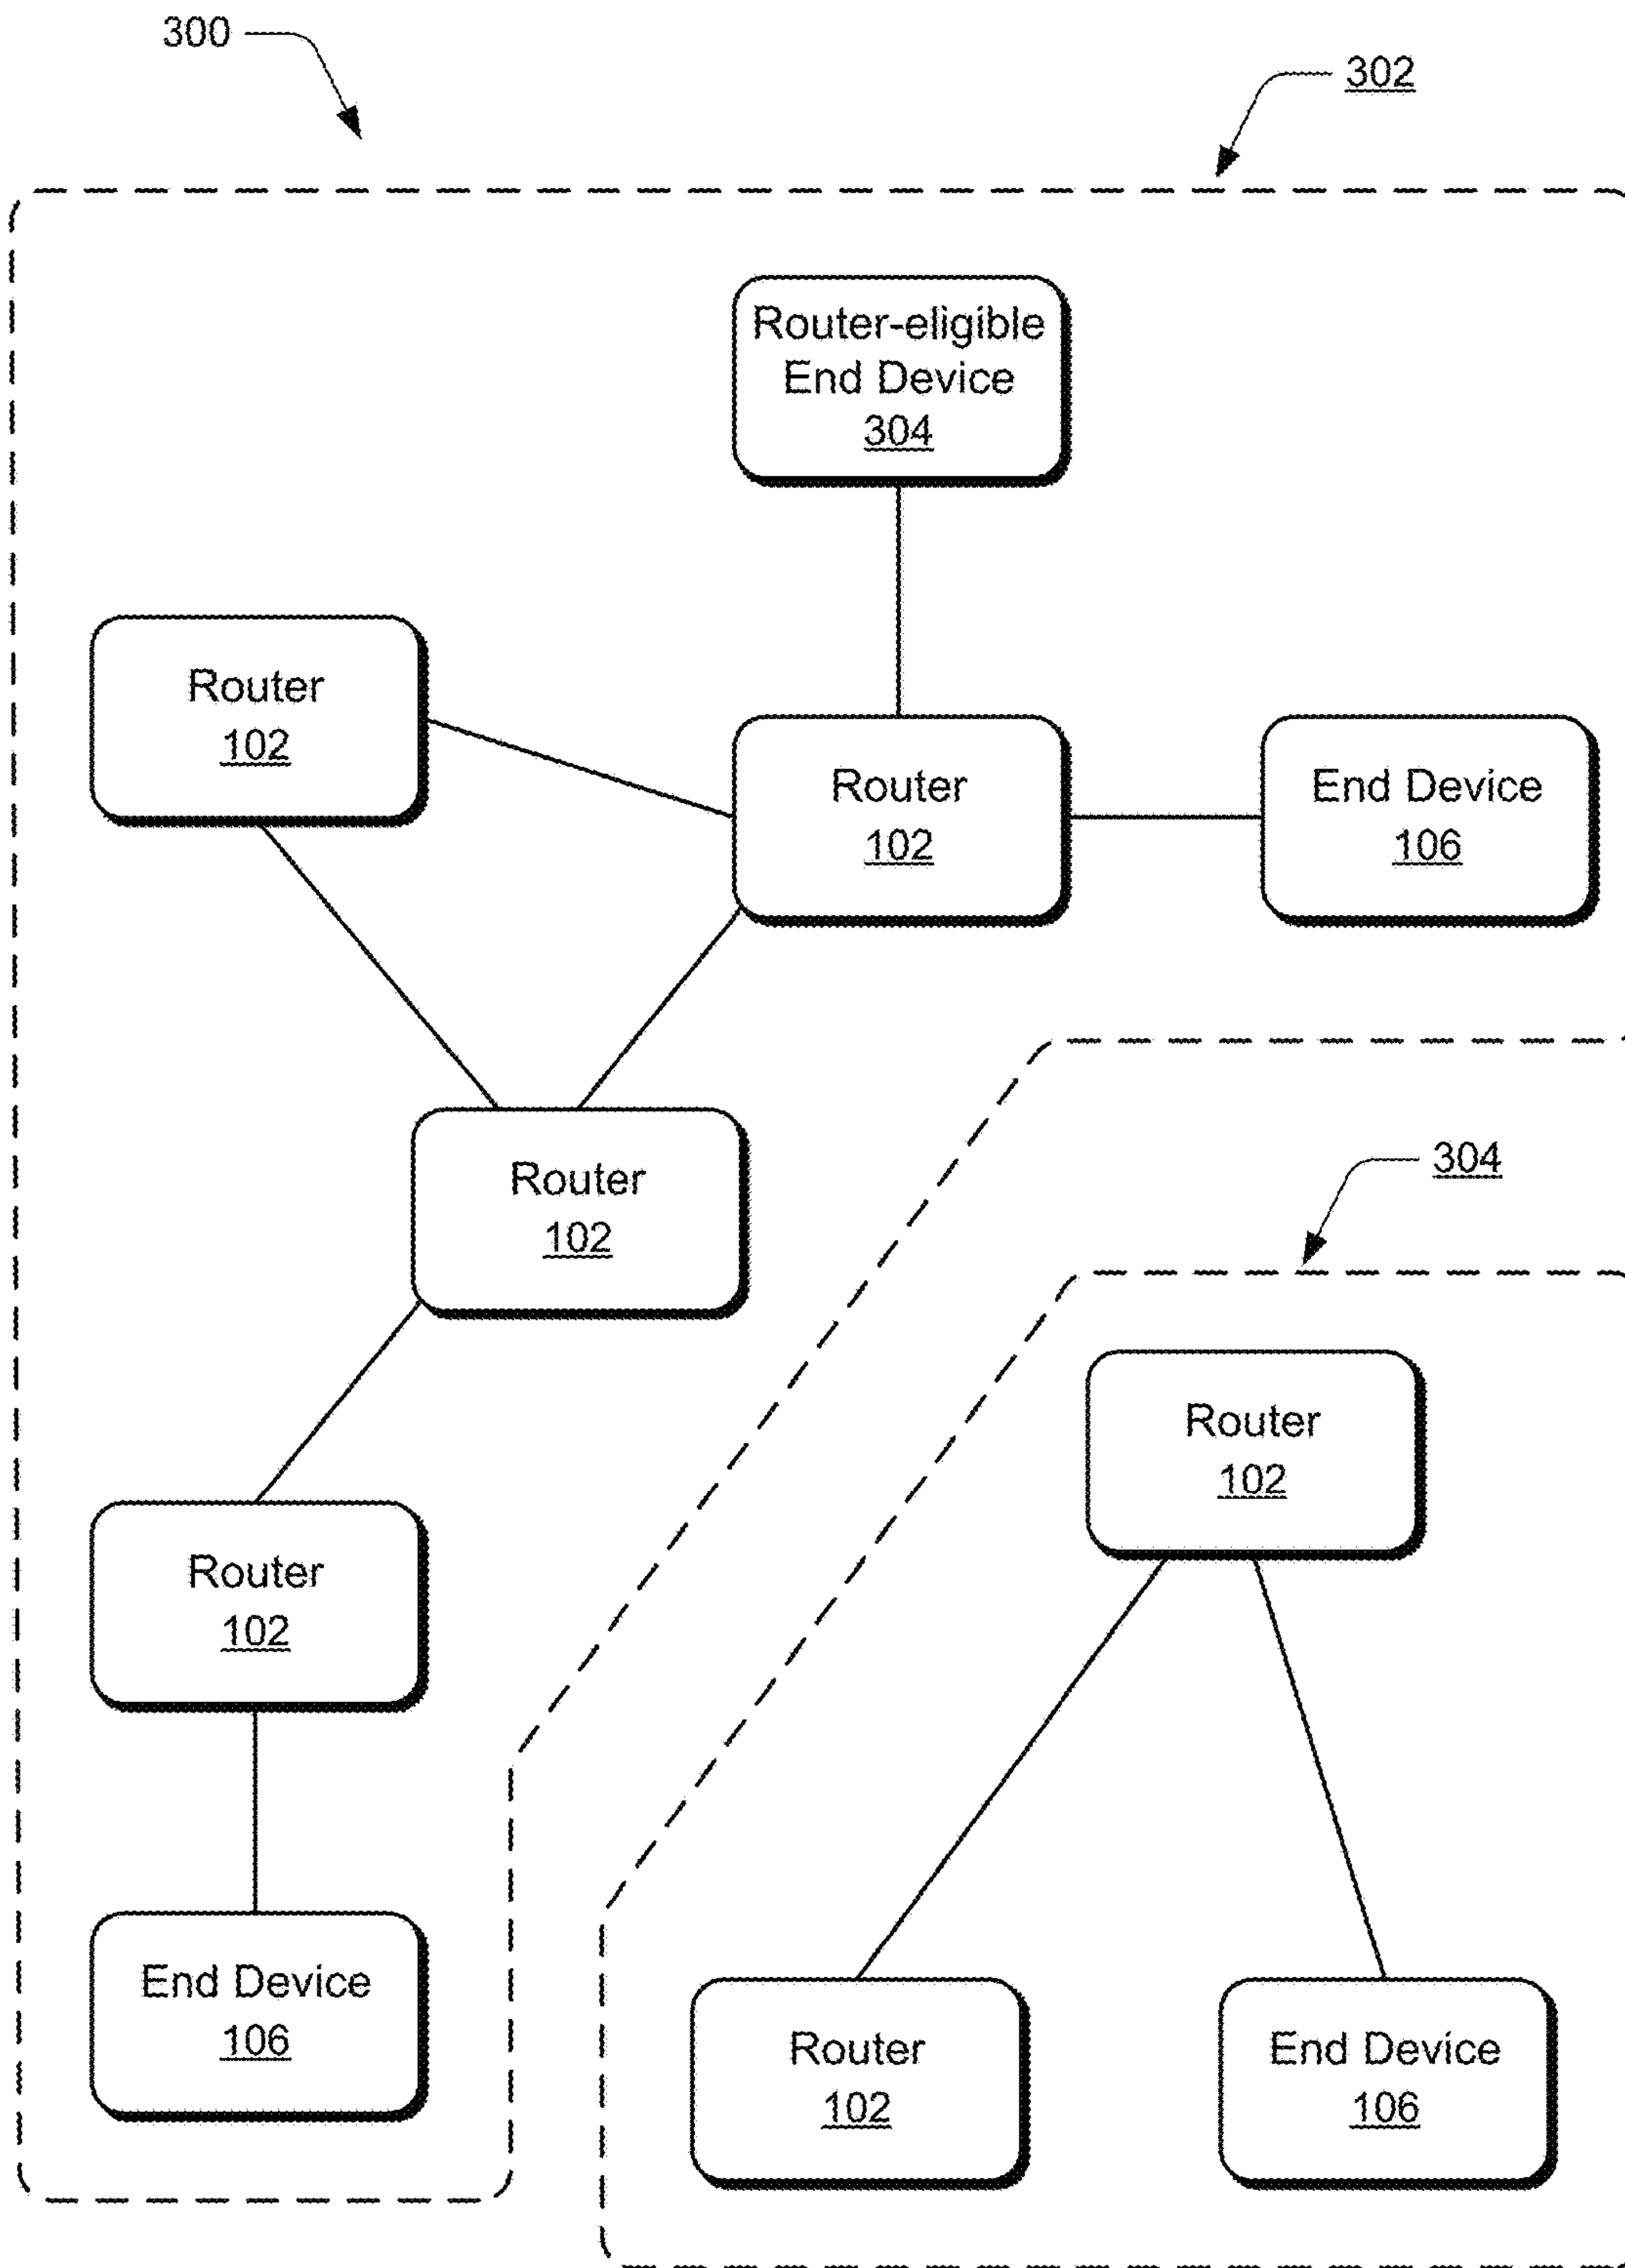 300
302
Router-eligible
End Device
304
Router
102
Router
102
End Device
106
Router
102
304
Router
102
Router
102
End Device
106
Router
102
End Device
106